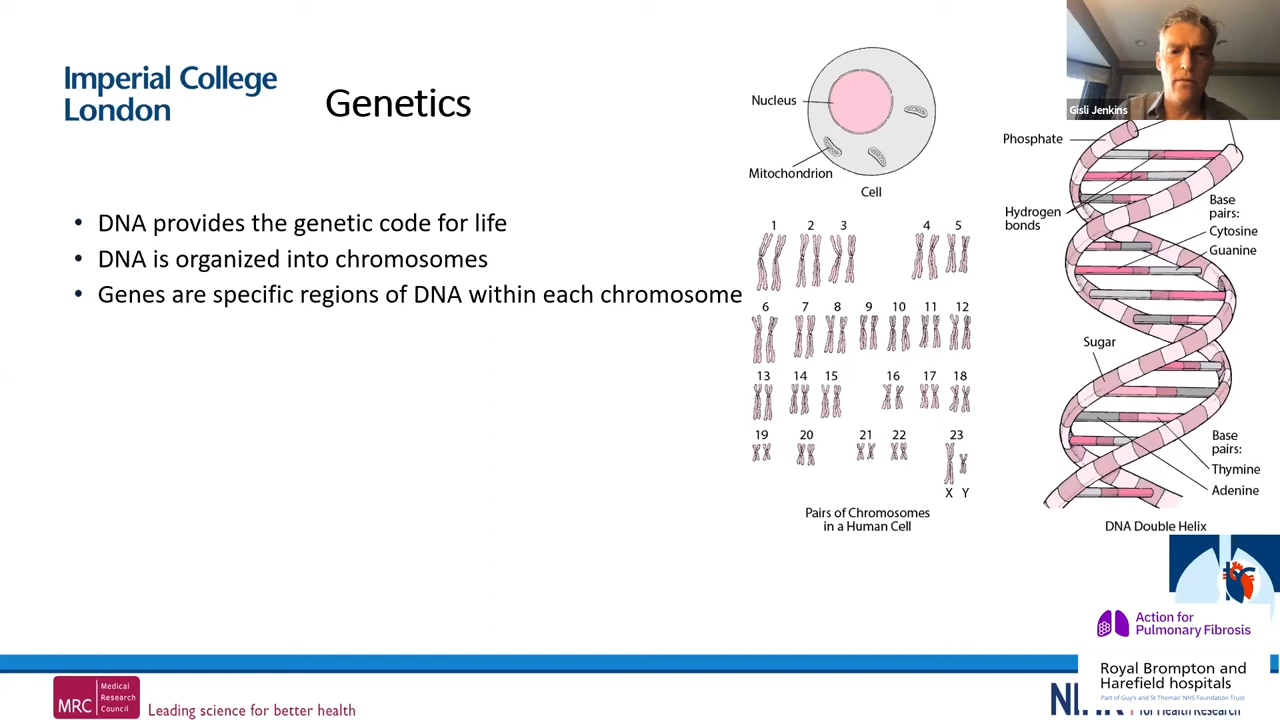 Imperial College
London
Genetics
• DNA provides the genetic code for life
• DNA is organized into chromosomes
• Genes are specific regions of DNA within each chromosome
Nucleus
Mitochondrion
Cell
1 2 3 4 5
6 7 8 9 10 11 12
13 14 15 16 17 18
19 20 21 22 23
X Y
Pairs of Chromosomes
in a Human Cell
Gisli Jenkins
Phosphate
Hydrogen
bonds
Base
pairs:
Cytosine
Guanine
Sugar
Base
pairs:
Thymine
Adenine
DNA Double Helix
Action for
Pulmonary Fibrosis
Royal Brompton and
Harefield hospitals
Part of Guy's and St Thomas' NHS Foundation Trust
for Health Research
MRC
Medical
Research
Council
Leading science for better health